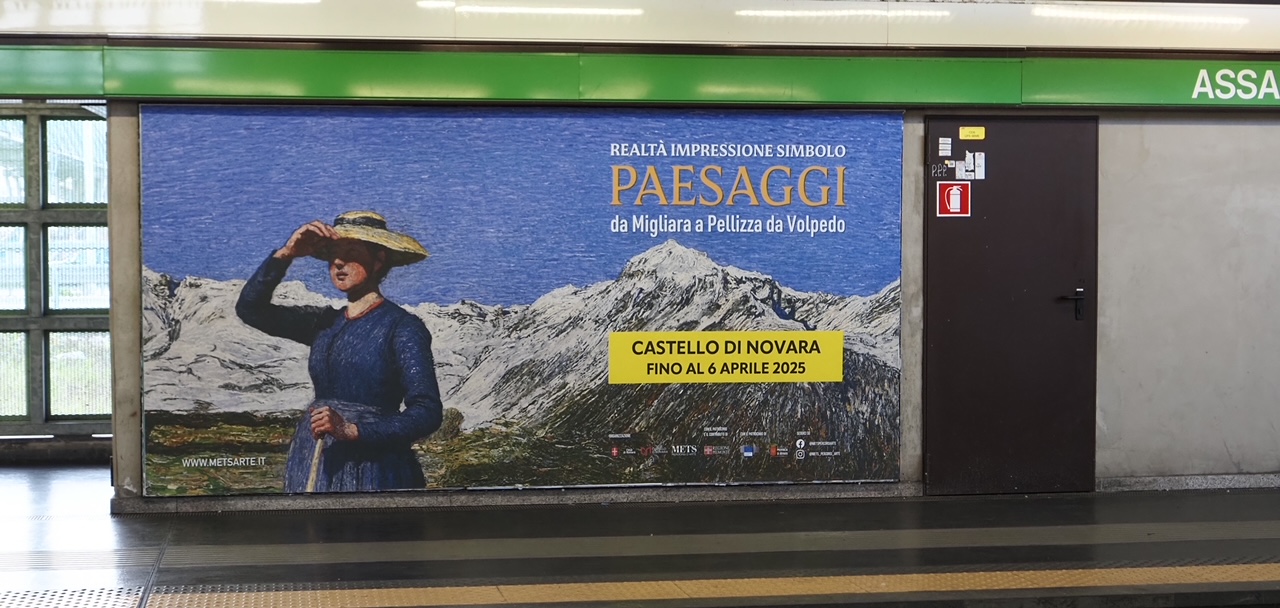 ASSA
REALTÀ IMPRESSIONE SIMBOLO
PAESAGGI
da Migliara a Pellizza da Volpedo
CASTELLO DI NOVARA
FINO AL 6 APRILE 2025
WWW.METSARTE.IT
METS